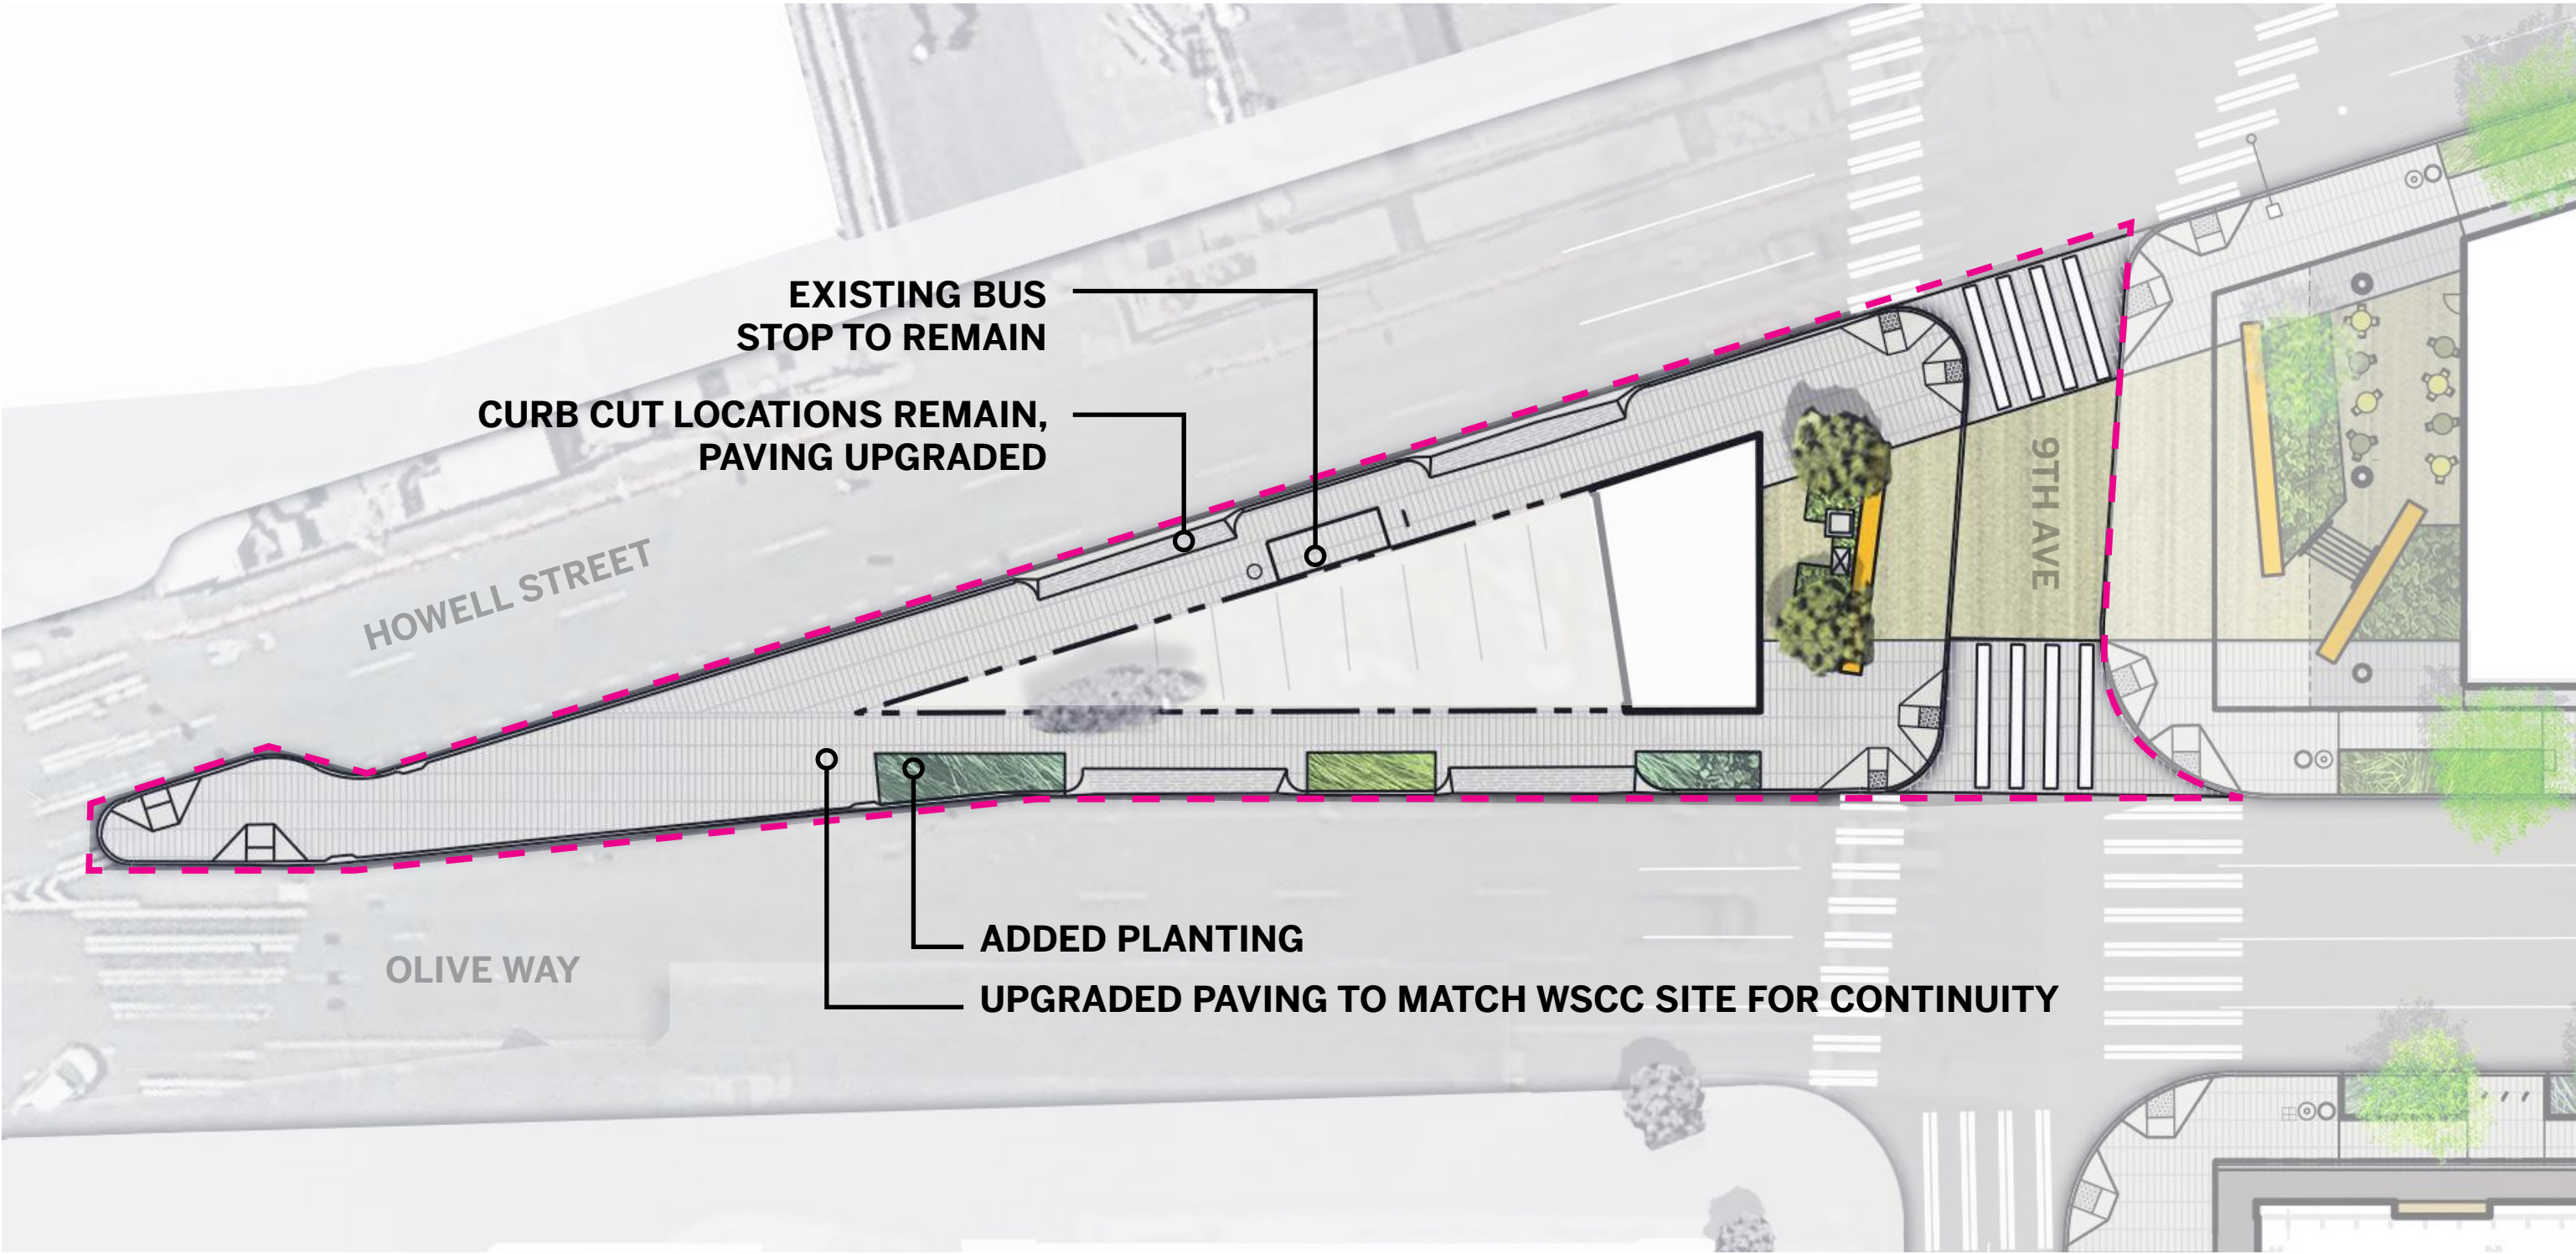 EXISTING BUS
STOP TO REMAIN
CURB CUT LOCATIONS REMAIN,
PAVING UPGRADED
9TH AVE
HOWELL STREET
ADDED PLANTING
OLIVE WAY
UPGRADED PAVING TO MATCH WSCC SITE FOR CONTINUITY